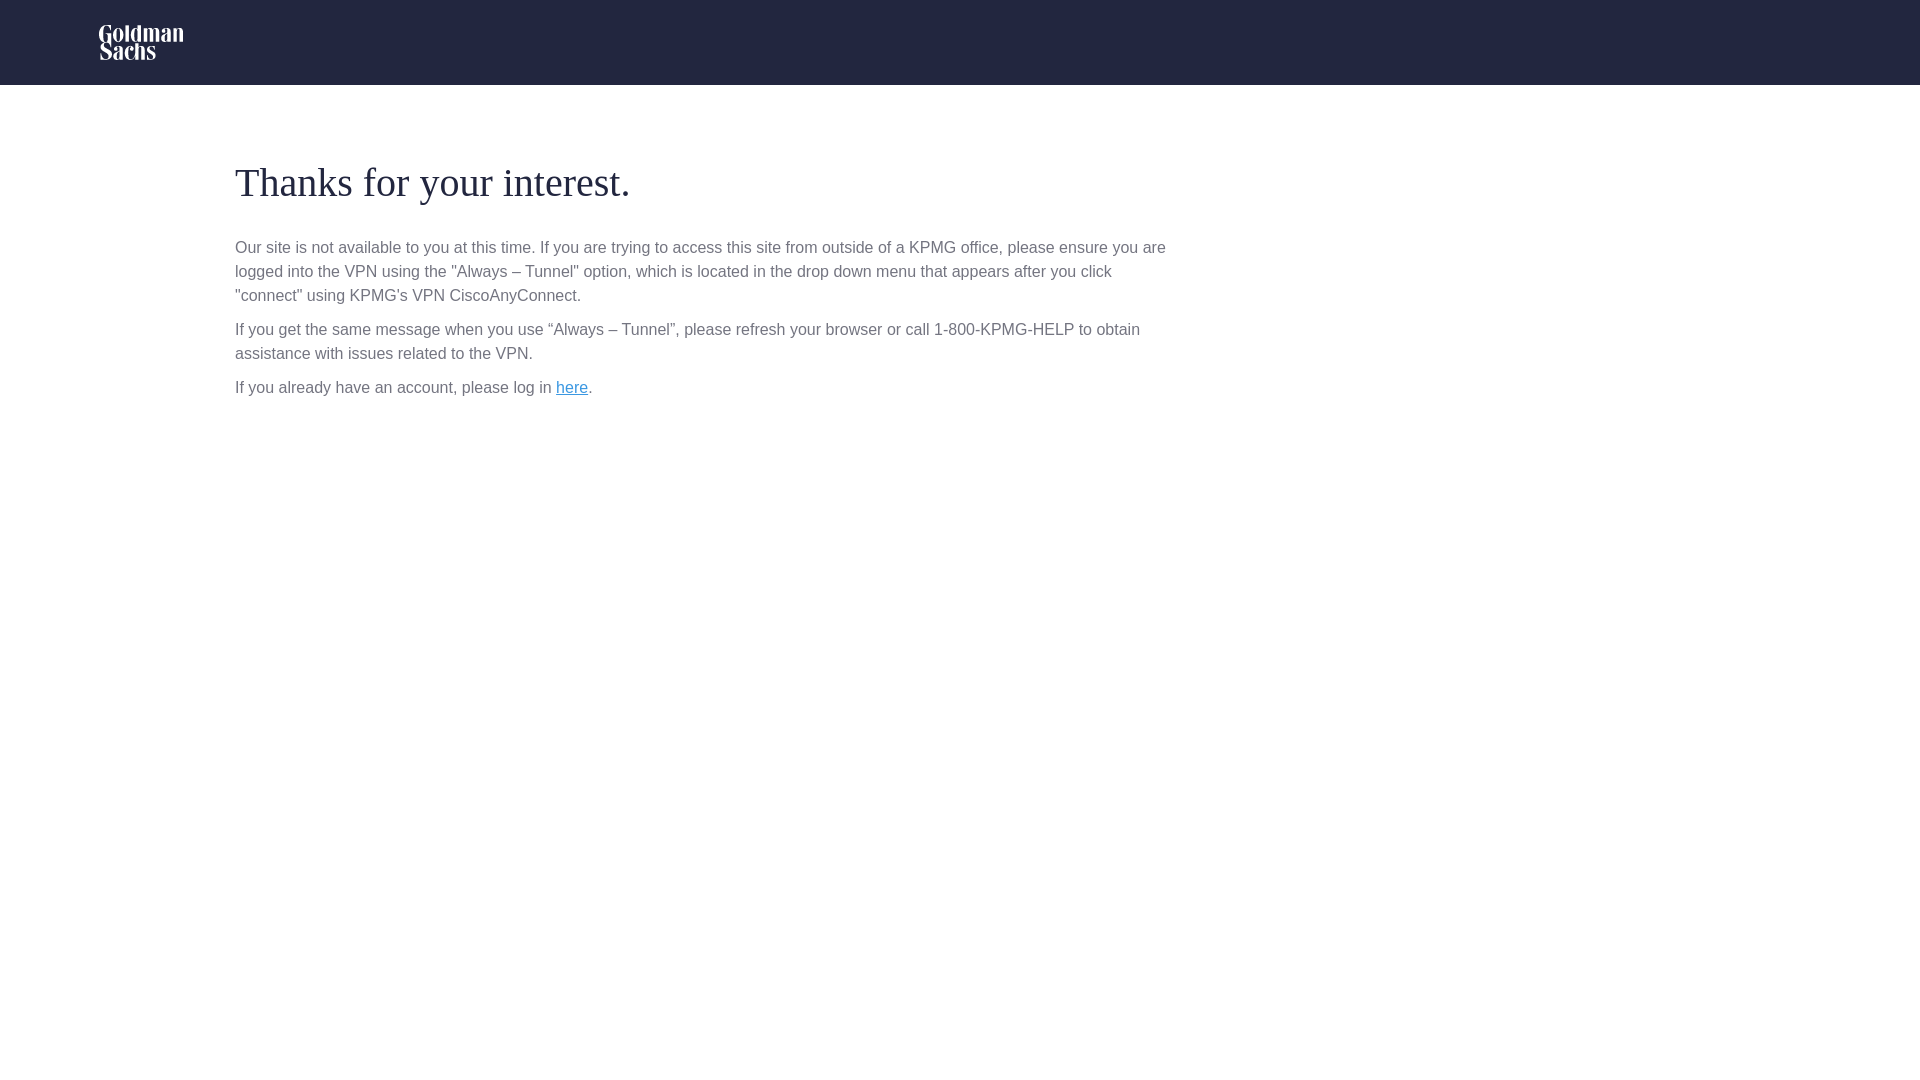 Goldman
Sachs
Thanks for your interest.
Our site is not available to you at this time. If you are trying to access this site from outside of a KPMG office, please ensure you are
logged into the VPN using the "Always – Tunnel" option, which is located in the drop down menu that appears after you click
"connect" using KPMG's VPN CiscoAnyConnect.
If you get the same message when you use “Always – Tunnel”, please refresh your browser or call 1-800-KPMG-HELP to obtain
assistance with issues related to the VPN.
If you already have an account, please log in here.